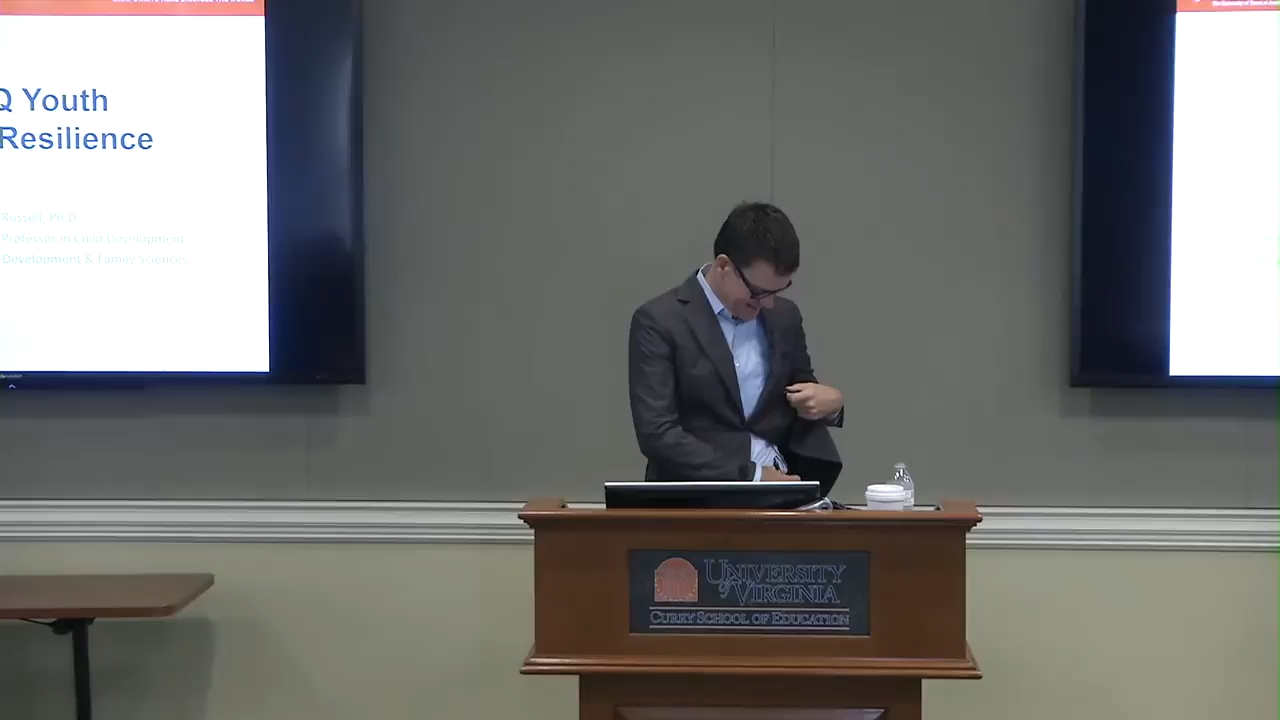 Q Youth
Resilience
Russell, Ph.D.
Professor in Child Development
Development & Family Sciences
UNIVERSITY
of VIRGINIA
CURRY SCHOOL OF EDUCATION